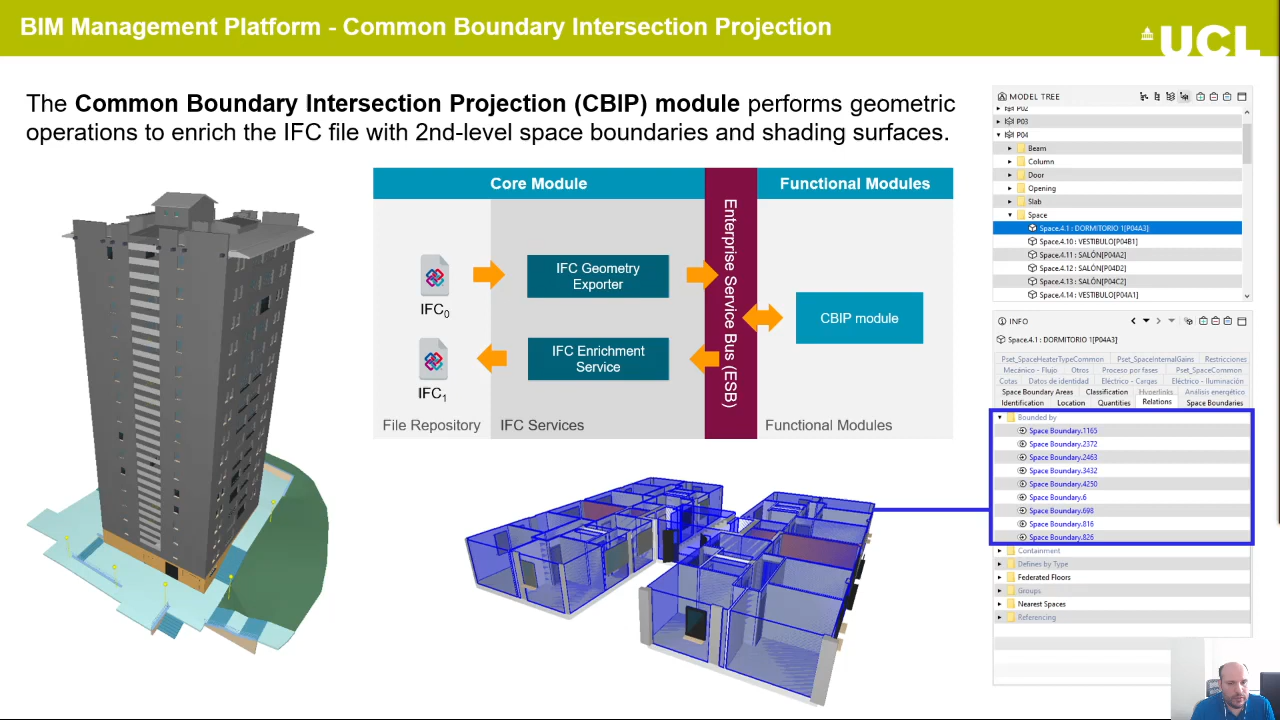 BIM Management Platform - Common Boundary Intersection Projection
UCL
The Common Boundary Intersection Projection (CBIP) module performs geometric
operations to enrich the IFC file with 2nd-level space boundaries and shading surfaces.
Core Module
Functional Modules
IFC0
IFC Geometry
Exporter
Enterprise Service Bus (ESB)
CBIP module
IFC1
IFC Enrichment
Service
File Repository
IFC Services
Functional Modules
MODEL TREE
P02
P03
P04
Beam
Column
Door
Opening
Slab
Space
Space.4.1 : DORMITORIO 1[P04A3]
Space.4.10 : VESTIBULO[P04B1]
Space.4.11 : SALÓN[P04A2]
Space.4.12 : SALÓN[P04D2]
Space.4.13 : SALÓN[P04C2]
Space.4.14 : VESTIBULO[P04A1]
INFO
Space.4.1 : DORMITORIO 1[P04A3]
Pset_SpaceHeaterTypeCommon Pset_SpaceInternalGains Restricciones
Mecánico - Flujo Otros Proceso por fases Pset_SpaceCommon
Cotas Datos de identidad Eléctrico - Cargas Eléctrico - Iluminación
Space Boundary Areas Classification Hyperlinks Análisis energético
Identification Location Quantities Relations Space Boundaries
Bounded by
Space Boundary.1165
Space Boundary.2372
Space Boundary.2463
Space Boundary.3432
Space Boundary.4250
Space Boundary.6
Space Boundary.698
Space Boundary.816
Space Boundary.826
Containment
Defines by Type
Federated Floors
Groups
Nearest Spaces
Referencing